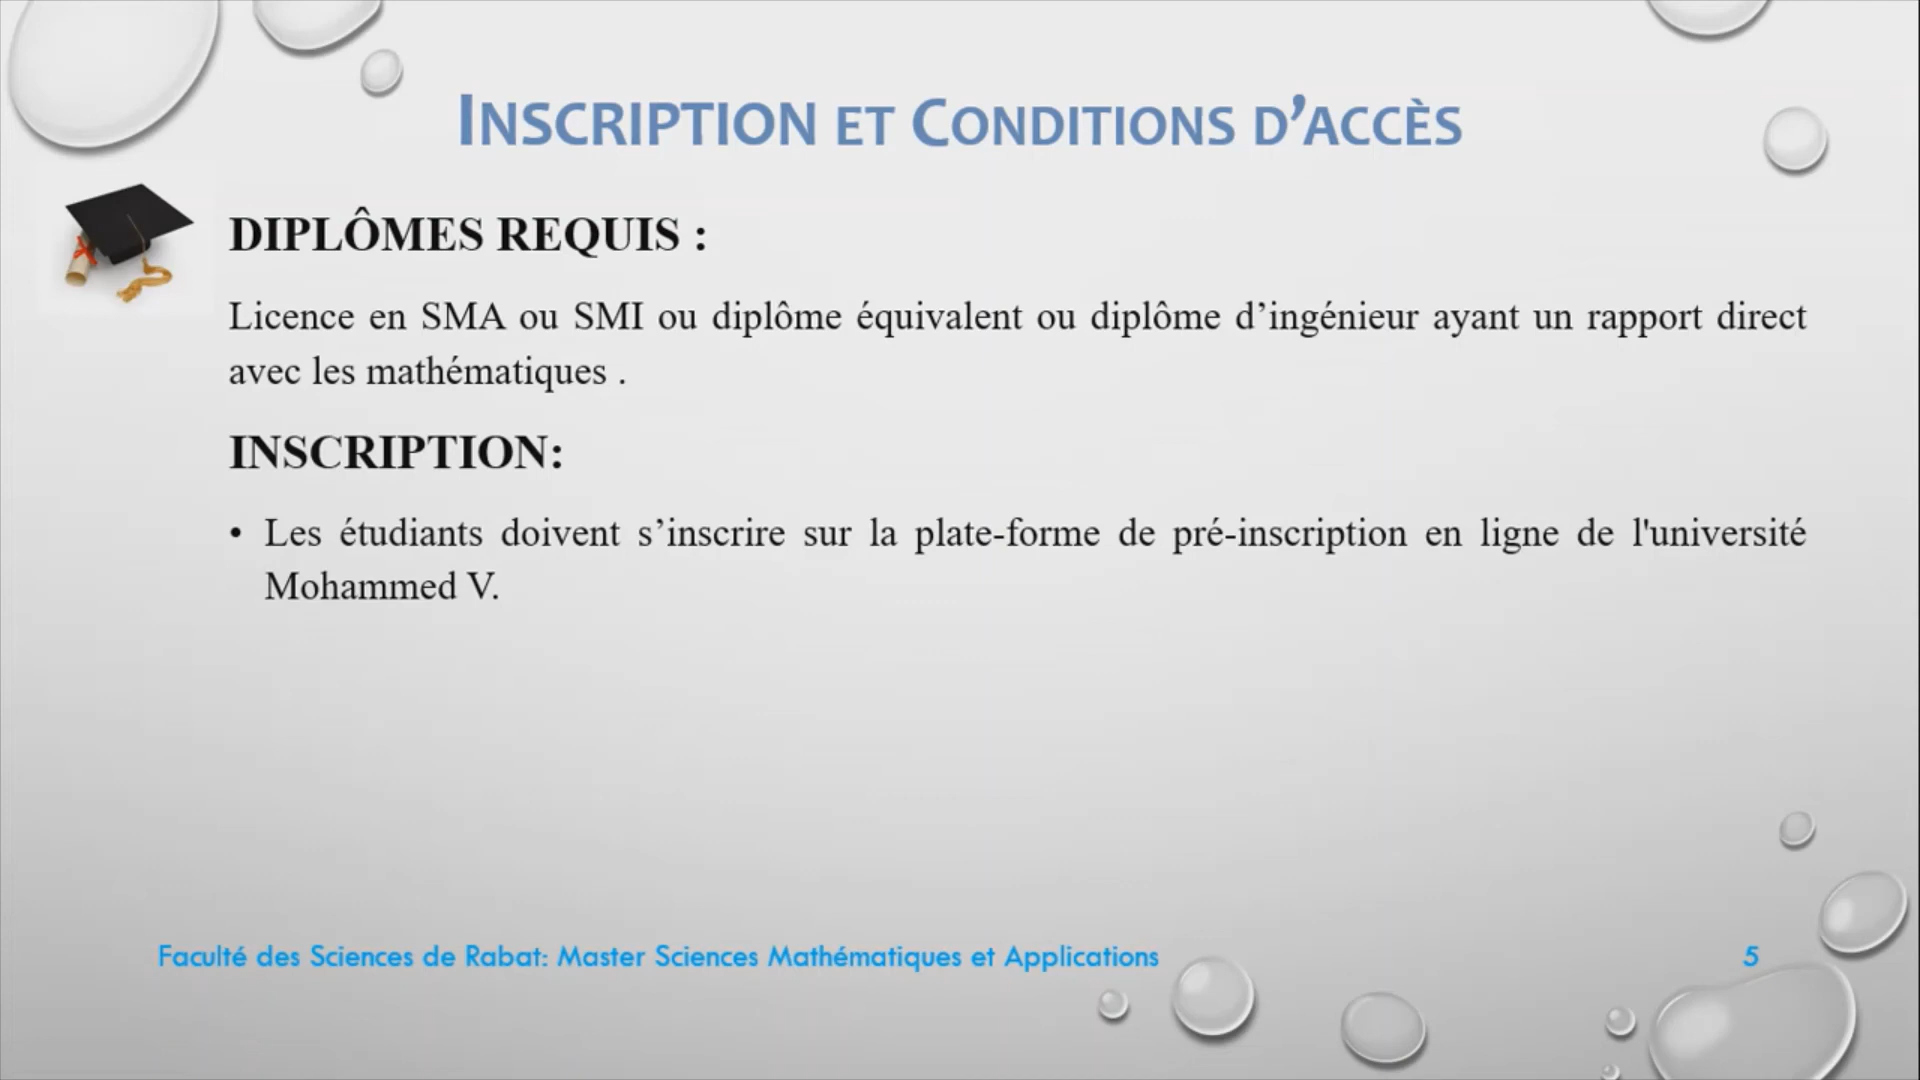 INSCRIPTION ET CONDITIONS D’ACCÈS
DIPLÔMES REQUIS :
Licence en SMA ou SMI ou diplôme équivalent ou diplôme d’ingénieur ayant un rapport direct
avec les mathématiques .
INSCRIPTION:
• Les étudiants doivent s’inscrire sur la plate-forme de pré-inscription en ligne de l'université
Mohammed V.
Faculté des Sciences de Rabat: Master Sciences Mathématiques et Applications
5